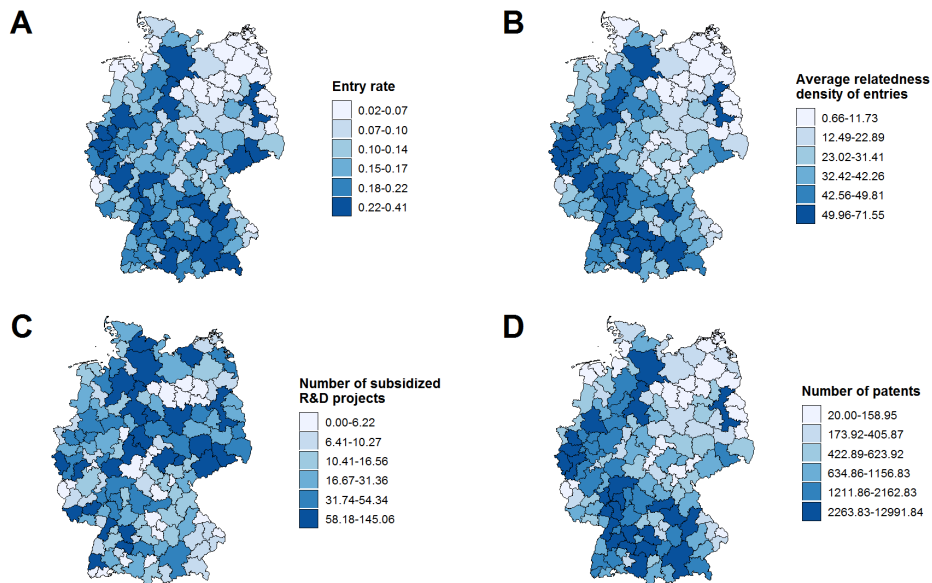 A
Entry rate
0.02-0.07
0.07-0.10
0.10-0.14
0.15-0.17
0.18-0.22
0.22-0.41
B
Average relatedness
density of entries
0.66-11.73
12.49-22.89
23.02-31.41
32.42-42.26
42.56-49.81
49.96-71.55
C
Number of subsidized
R&D projects
0.00-6.22
6.41-10.27
10.41-16.56
16.67-31.36
31.74-54.34
58.18-145.06
D
Number of patents
20.00-158.95
173.92-405.87
422.89-623.92
634.86-1156.83
1211.86-2162.83
2263.83-12991.84